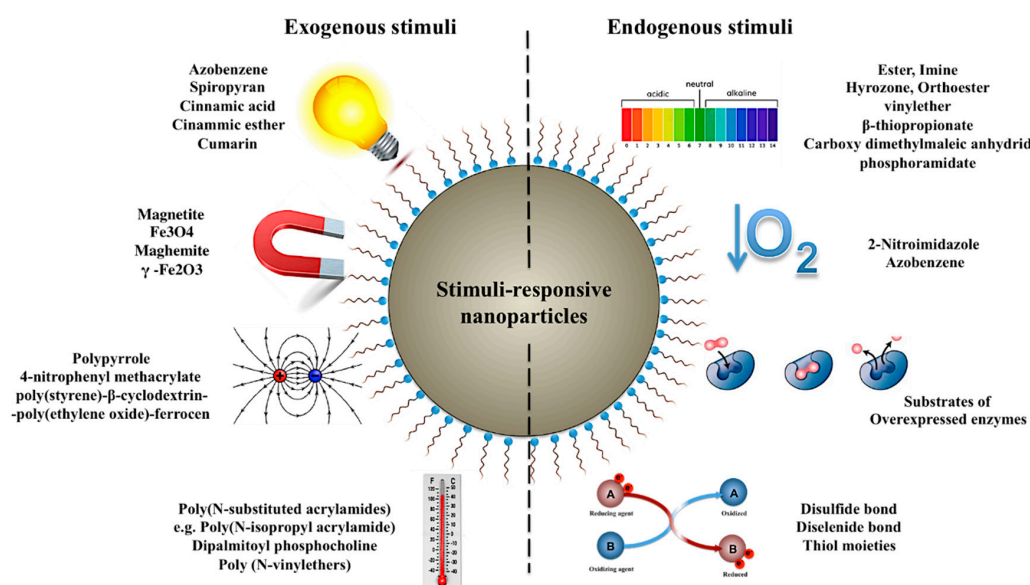 Exogenous stimuli
Endogenous stimuli
Azobenzene
Spiropyran
Cinnamic acid
Cinammic esther
Cumarin
Magnetite
Fe3O4
Maghemite
γ -Fe2O3
Polypyrrole
4-nitrophenyl methacrylate
poly(styrene)-β-cyclodextrin-
-poly(ethylene oxide)-ferrocen
+
-
Poly(N-substituted acrylamides)
e.g. Poly(N-isopropyl acrylamide)
Dipalmitoyl phosphocholine
Poly (N-vinylethers)
F C
Stimuli-responsive
nanoparticles
neutral
acidic alkaline
0 1 2 3 4 5 6 7 8 9 10 11 12 13 14
Ester, Imine
Hyrozone, Orthoester
vinylether
β-thiopropionate
Carboxy dimethylmaleic anhydrid
phosphoramidate
O2
2-Nitroimidazole
Azobenzene
Substrates of
Overexpressed enzymes
A
Reducing agent
A
Oxidized
B
Oxidizing agent
B
Reduced
Disulfide bond
Diselenide bond
Thiol moieties